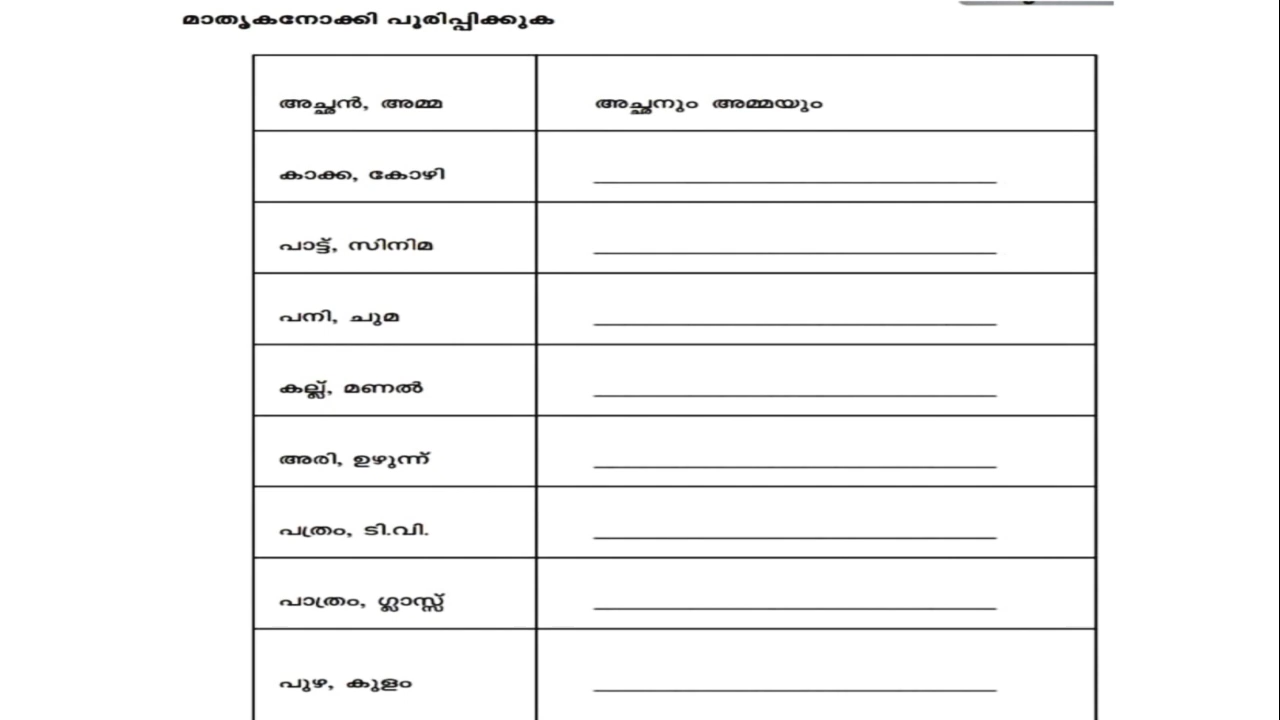 മാതൃകനോക്കി പൂരിപ്പിക്കുക
അച്ഛൻ, അമ്മ അച്ഛനും അമ്മയും
കാക്ക, കോഴി
പാട്ട്, സിനിമ
പനി, ചുമ
കല്ല്, മണൽ
അരി, ഉഴുന്ന്
പത്രം, ടി.വി.
പാത്രം, ഗ്ലാസ്സ്
പുഴ, കുളം